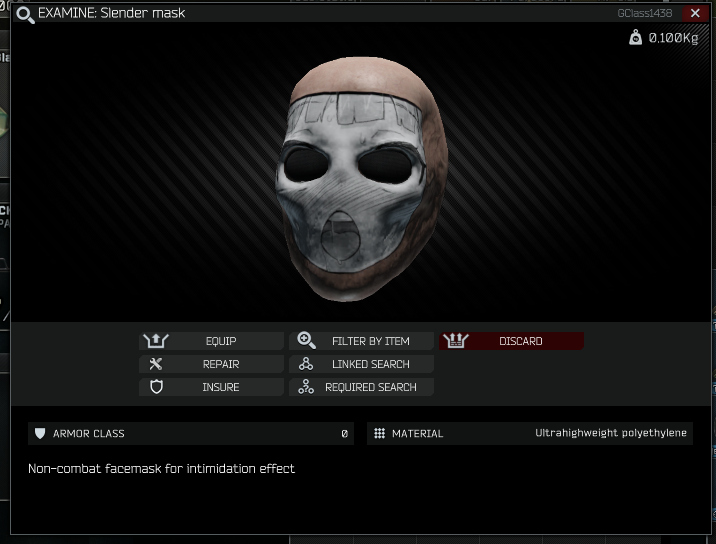 EXAMINE: Slender mask
GClass1438
0.100Kg
EQUIP
FILTER BY ITEM
DISCARD
REPAIR
LINKED SEARCH
INSURE
REQUIRED SEARCH
ARMOR CLASS 0
MATERIAL Ultrahighweight polyethylene
Non-combat facemask for intimidation effect